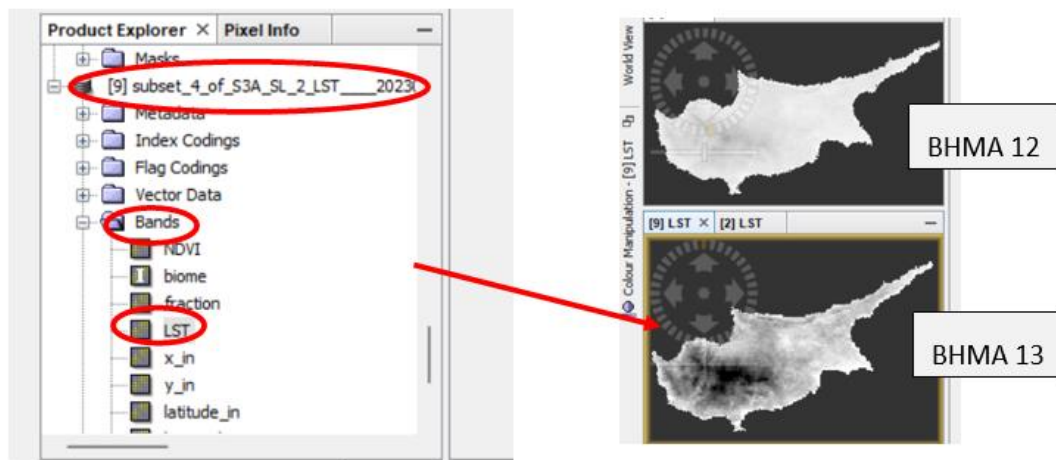 Product Explorer × Pixel Info
Masks
[9] subset_4_of_S3A_SL_2_LST____2023
Metadata
Index Codings
Flag Codings
Vector Data
Bands
NDVI
biome
fraction
LST
x_in
y_in
latitude_in
World View
Colour Manipulation - [9] LST
BHMA 12
[9] LST × [2] LST
BHMA 13